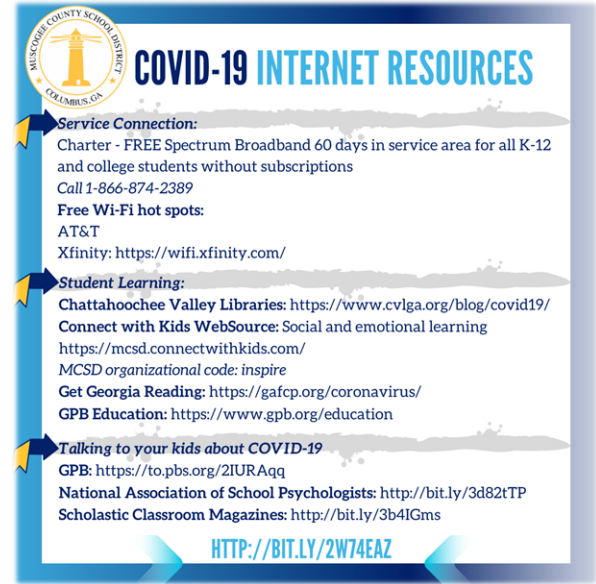 MUSCOGEE COUNTY SCHOOL DISTRICT
COLUMBUS, GA
COVID-19 INTERNET RESOURCES
Service Connection:
Charter - FREE Spectrum Broadband 60 days in service area for all K-12
and college students without subscriptions
Call 1-866-874-2389
Free Wi-Fi hot spots:
AT&T
Xfinity: https://wifi.xfinity.com/
Student Learning:
Chattahoochee Valley Libraries: https://www.cvlga.org/blog/covid19/
Connect with Kids WebSource: Social and emotional learning
https://mcsd.connectwithkids.com/
MCSD organizational code: inspire
Get Georgia Reading: https://gafcp.org/coronavirus/
GPB Education: https://www.gpb.org/education
Talking to your kids about COVID-19
GPB: https://to.pbs.org/2IURAqq
National Association of School Psychologists: http://bit.ly/3d82tTP
Scholastic Classroom Magazines: http://bit.ly/3b4IGms
HTTP://BIT.LY/2W74EAZ